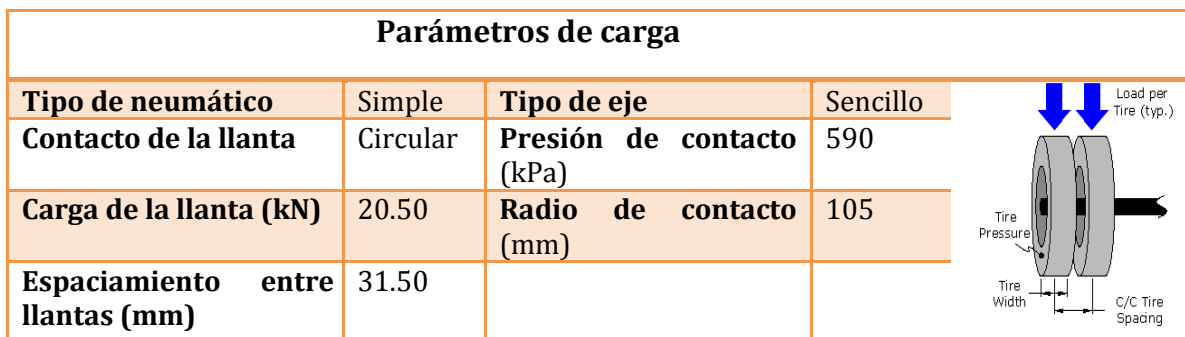 Parámetros de carga
Tipo de neumático
Simple
Tipo de eje
Sencillo
Contacto de la llanta
Circular
Presión de contacto
(kPa)
590
Carga de la llanta (kN)
20.50
Radio de contacto
(mm)
105
Espaciamiento entre
llantas (mm)
31.50
Load per
Tire (typ.)
Tire
Pressure
Tire
Width
C/C Tire
Spacing